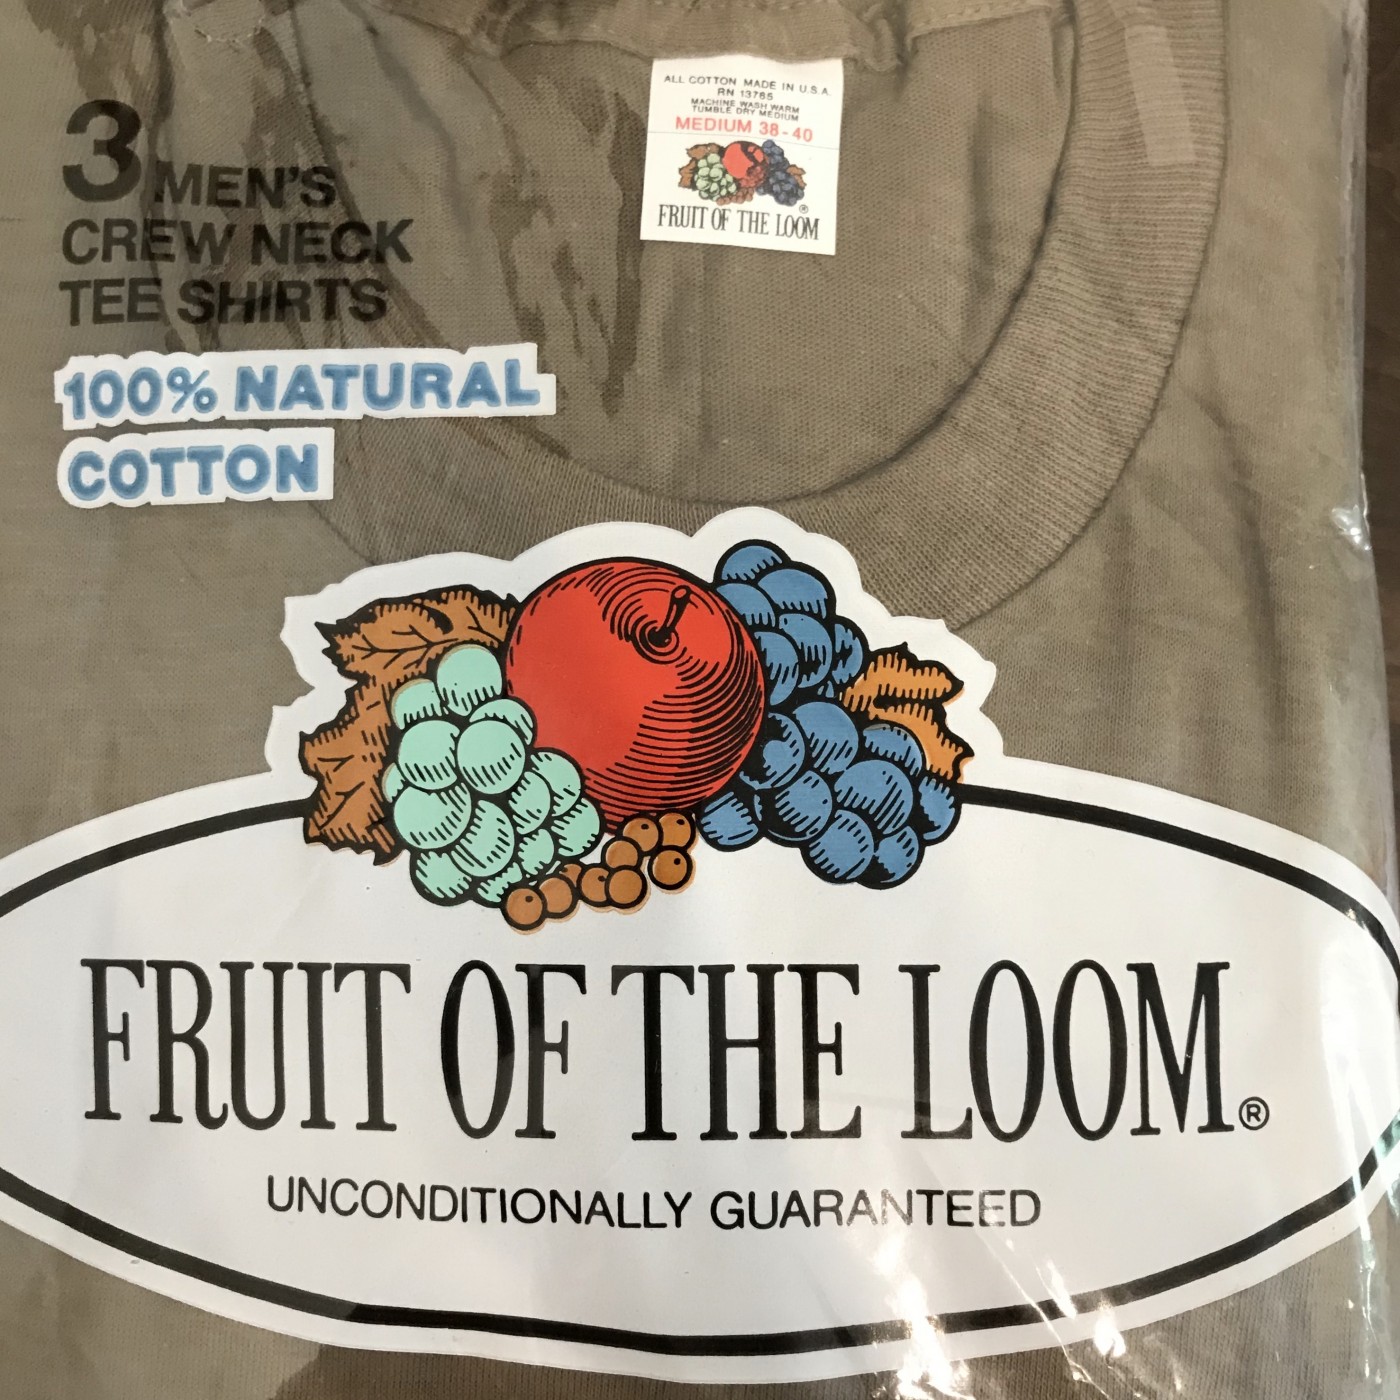 ALL COTTON MADE IN U.S.A.
RN 13765
MACHINE WASH WARM
TUMBLE DRY MEDIUM
MEDIUM 38-40
FRUIT OF THE LOOM ®
3 MEN'S
CREW NECK
TEE SHIRTS
100% NATURAL
COTTON
FRUIT OF THE LOOM®
UNCONDITIONALLY GUARANTEED